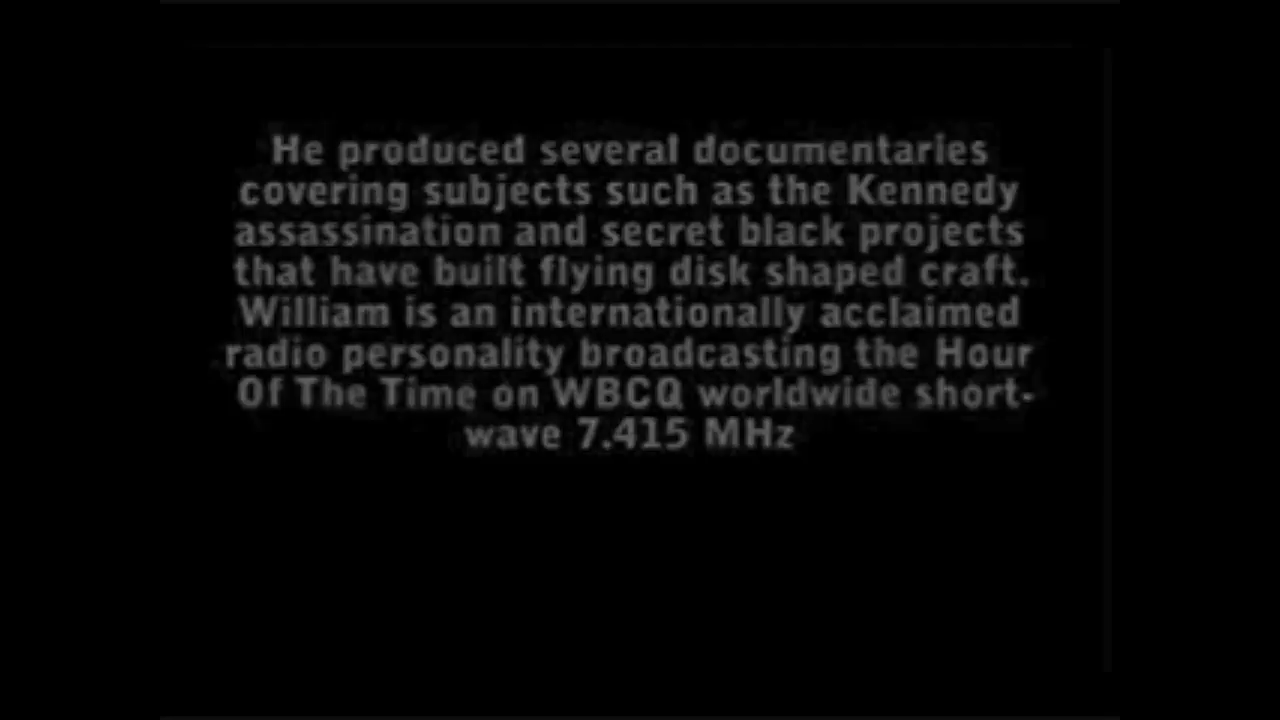 He produced several documentaries
covering subjects such as the Kennedy
assassination and secret black projects
that have built flying disk shaped craft.
William is an internationally acclaimed
radio personality broadcasting the Hour
Of The Time on WBCQ worldwide short-
wave 7.415 MHz